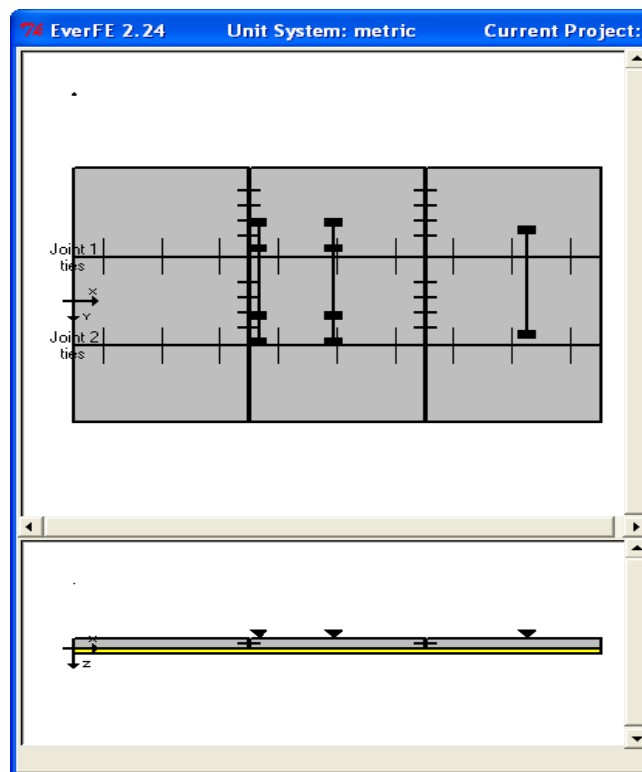 EverFE 2.24 Unit System: metric Current Project:
Joint 1
ties
X
Y
Joint 2
ties
X
Z